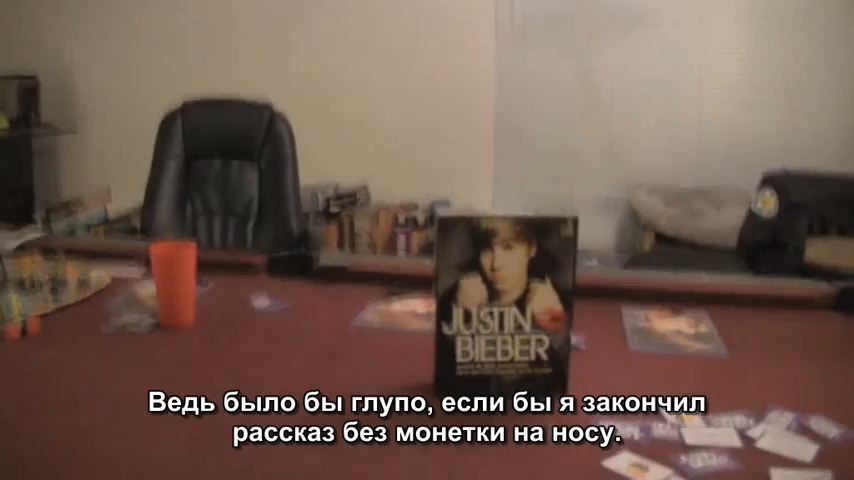 JUSTIN
BIEBER
Ведь было бы глупо, если бы я закончил
рассказ без монетки на носу.